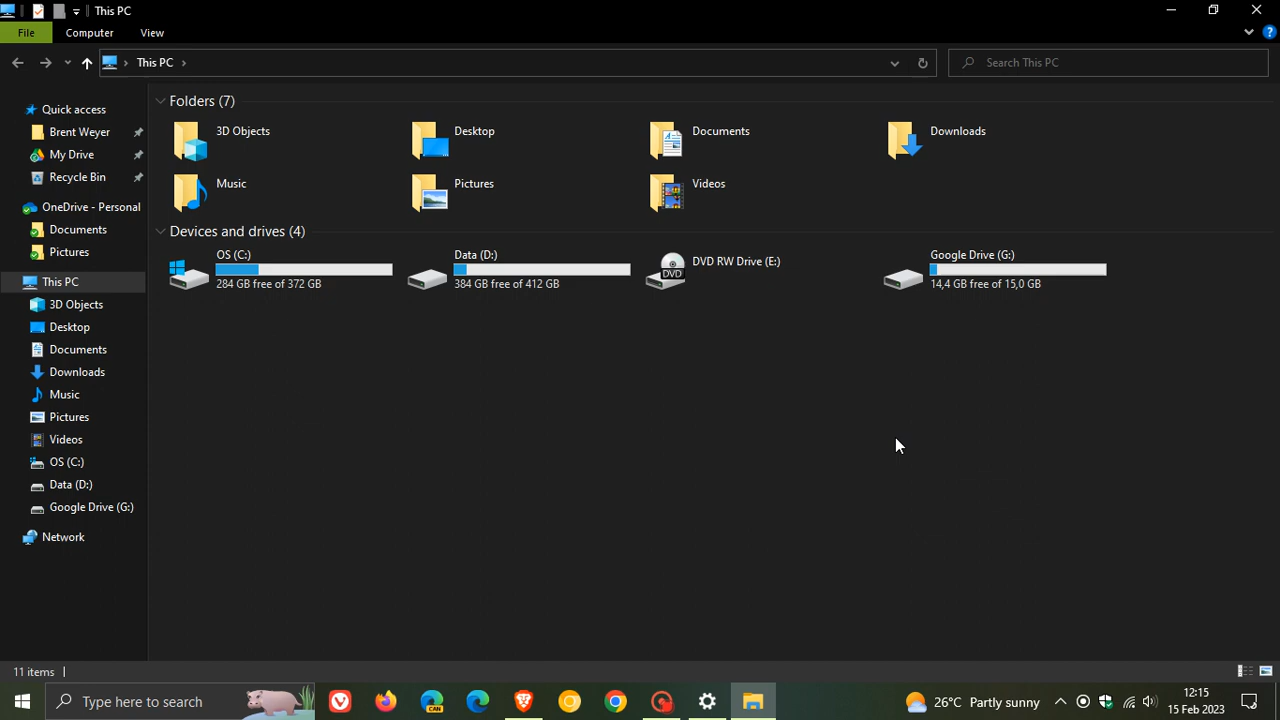 This PC
File
Computer
View
This PC
Search This PC
Quick access
Brent Weyer
My Drive
Recycle Bin
OneDrive - Personal
Documents
Pictures
This PC
3D Objects
Desktop
Documents
Downloads
Music
Pictures
Videos
OS (C:)
Data (D:)
Google Drive (G:)
Network
Folders (7)
3D Objects
Desktop
Documents
Downloads
Music
Pictures
Videos
Devices and drives (4)
OS (C:)
284 GB free of 372 GB
Data (D:)
384 GB free of 412 GB
DVD
DVD RW Drive (E:)
Google Drive (G:)
14,4 GB free of 15,0 GB
11 items
Type here to search
CAN
26°C Partly sunny
12:15
15 Feb 2023